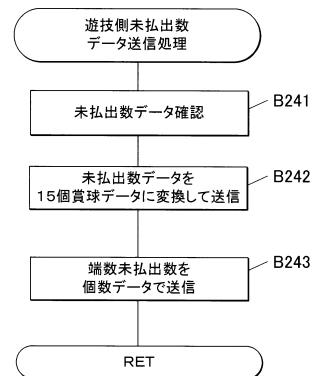 遊技側未払出数
データ送信処理
未払出数データ確認
B241
未払出数データを
15個賞球データに変換して送信
B242
端数未払出数を
個数データで送信
B243
RET